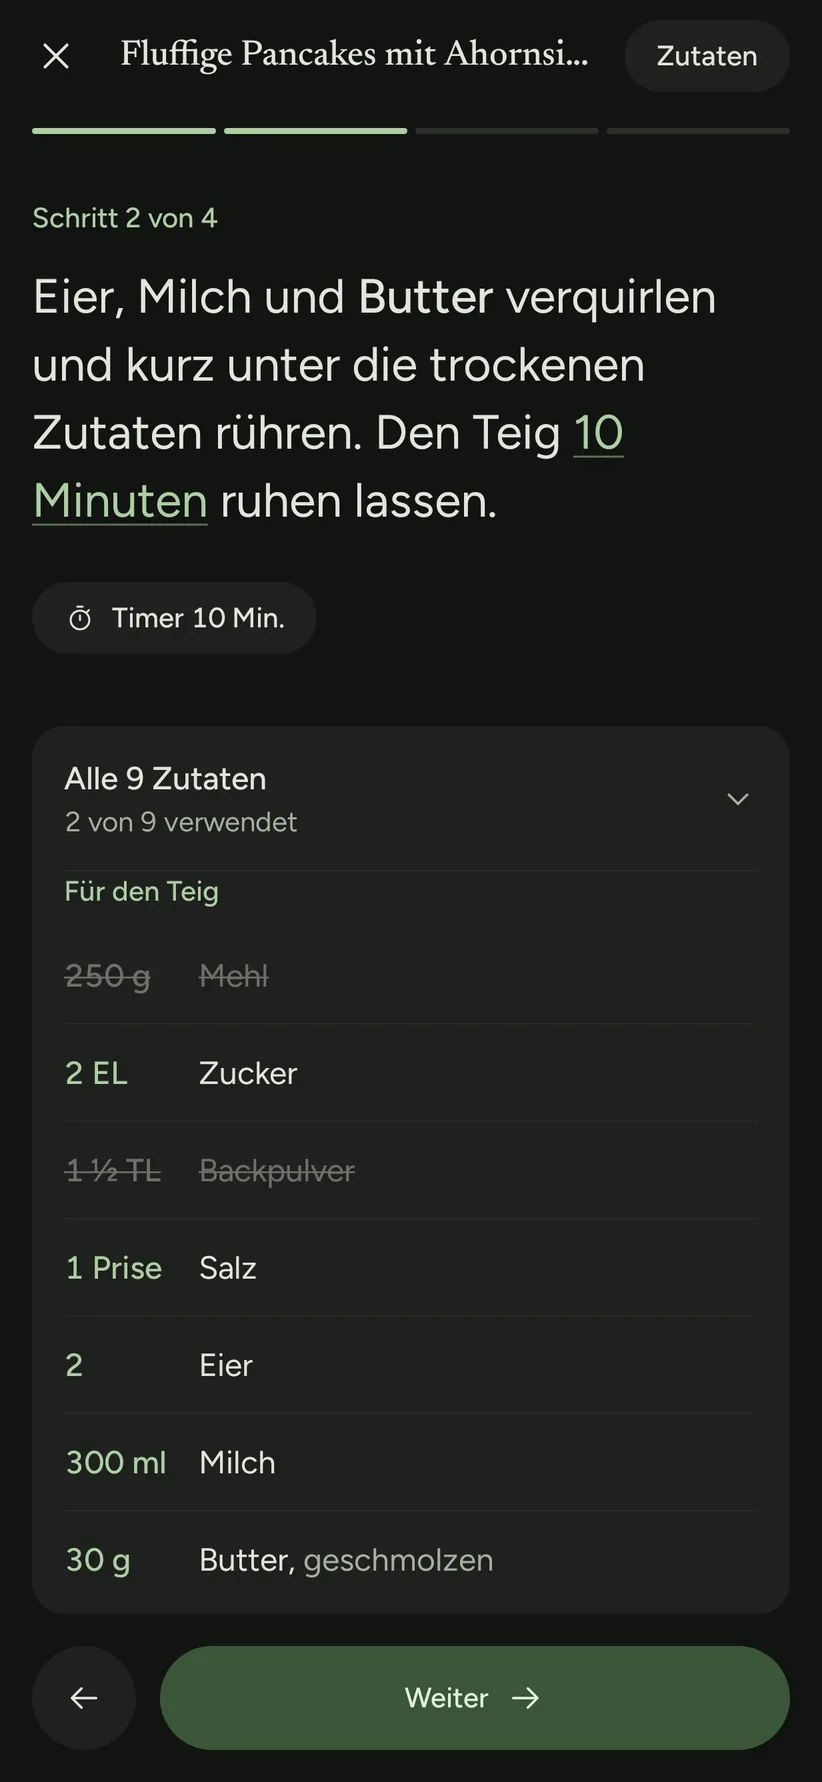 Fluffige Pancakes mit Ahornsi...
Zutaten
Schritt 2 von 4
Eier, Milch und Butter verquirlen
und kurz unter die trockenen
Zutaten rühren. Den Teig 10
Minuten ruhen lassen.
Timer 10 Min.
Alle 9 Zutaten
2 von 9 verwendet
Für den Teig
250 g Mehl
2 EL Zucker
1 ½ TL Backpulver
1 Prise Salz
2 Eier
300 ml Milch
30 g Butter, geschmolzen
Weiter